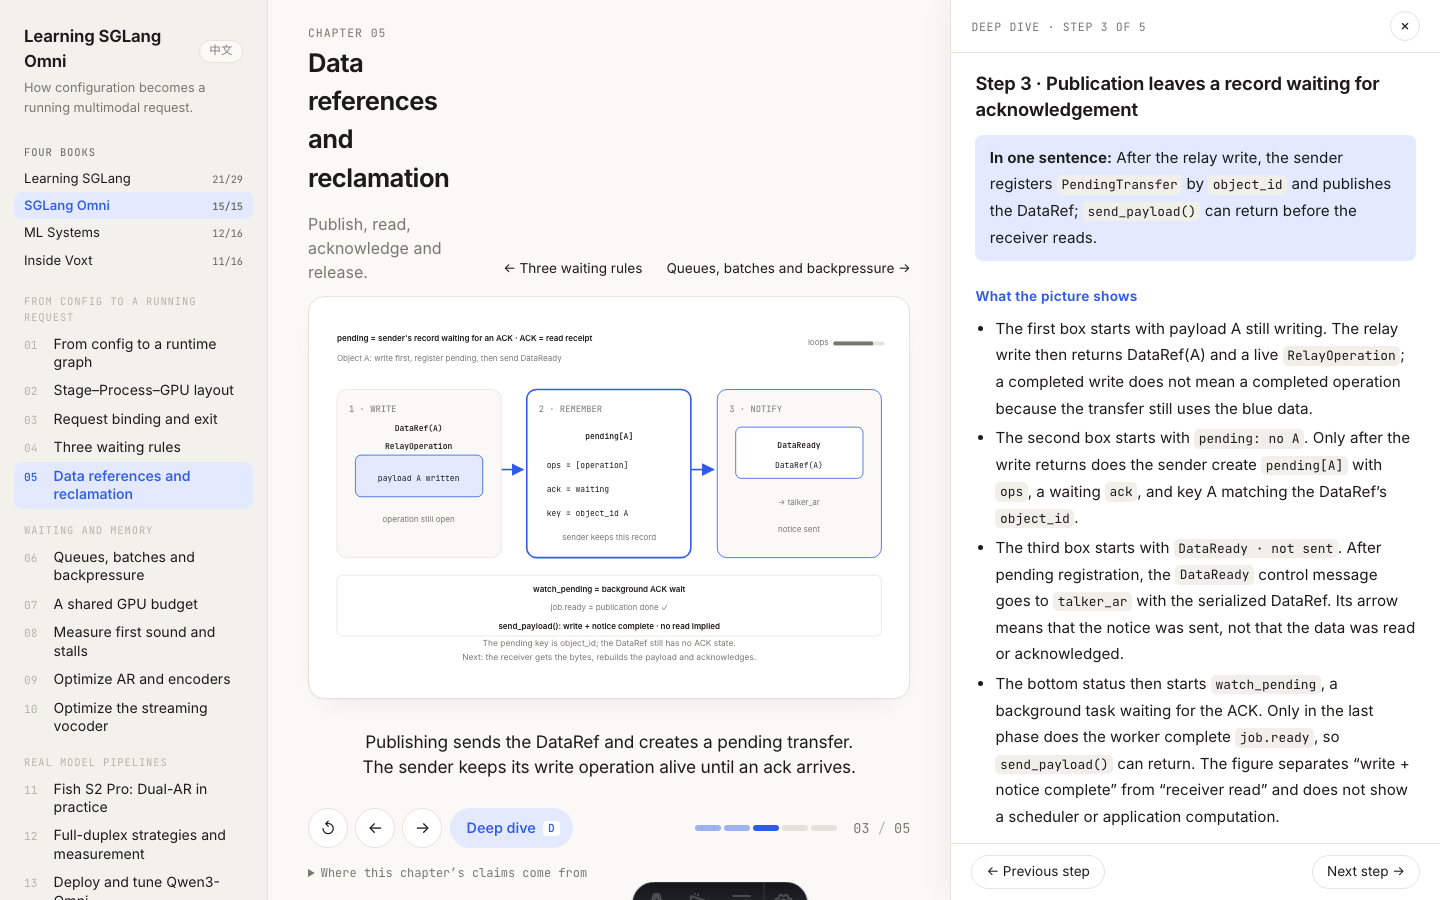 Learning SGLang
Omni
中文
How configuration becomes a
running multimodal request.
FOUR BOOKS
Learning SGLang 21/29
SGLang Omni 15/15
ML Systems 12/16
Inside Voxt 11/16
FROM CONFIG TO A RUNNING
REQUEST
01 From config to a runtime
graph
02 Stage–Process–GPU layout
03 Request binding and exit
04 Three waiting rules
05 Data references and
reclamation
WAITING AND MEMORY
06 Queues, batches and
backpressure
07 A shared GPU budget
08 Measure first sound and
stalls
09 Optimize AR and encoders
10 Optimize the streaming
vocoder
REAL MODEL PIPELINES
11 Fish S2 Pro: Dual-AR in
practice
12 Full-duplex strategies and
measurement
13 Deploy and tune Qwen3-
Omni
CHAPTER 05
Data
references
and
reclamation
Publish, read,
acknowledge and
release.
← Three waiting rules
Queues, batches and backpressure →
pending = sender's record waiting for an ACK · ACK = read receipt
Object A: write first, register pending, then send DataReady
loops
1 · WRITE
DataRef(A)
RelayOperation
payload A written
operation still open
2 · REMEMBER
pending[A]
ops = [operation]
ack = waiting
key = object_id A
sender keeps this record
3 · NOTIFY
DataReady
DataRef(A)
→ talker_ar
notice sent
watch_pending = background ACK wait
job.ready = publication done ✓
send_payload(): write + notice complete · no read implied
The pending key is object_id; the DataRef still has no ACK state.
Next: the receiver gets the bytes, rebuilds the payload and acknowledges.
Publishing sends the DataRef and creates a pending transfer.
The sender keeps its write operation alive until an ack arrives.
Deep dive D
03 / 05
▶ Where this chapter’s claims come from
DEEP DIVE · STEP 3 OF 5
×
Step 3 · Publication leaves a record waiting for
acknowledgement
In one sentence: After the relay write, the sender
registers PendingTransfer by object_id and publishes
the DataRef; send_payload() can return before the
receiver reads.
What the picture shows
• The first box starts with payload A still writing. The relay
write then returns DataRef(A) and a live RelayOperation;
a completed write does not mean a completed operation
because the transfer still uses the blue data.
• The second box starts with pending: no A. Only after the
write returns does the sender create pending[A] with
ops, a waiting ack, and key A matching the DataRef’s
object_id.
• The third box starts with DataReady · not sent. After
pending registration, the DataReady control message
goes to talker_ar with the serialized DataRef. Its arrow
means that the notice was sent, not that the data was read
or acknowledged.
• The bottom status then starts watch_pending, a
background task waiting for the ACK. Only in the last
phase does the worker complete job.ready, so
send_payload() can return. The figure separates “write +
notice complete” from “receiver read” and does not show
a scheduler or application computation.
← Previous step
Next step →